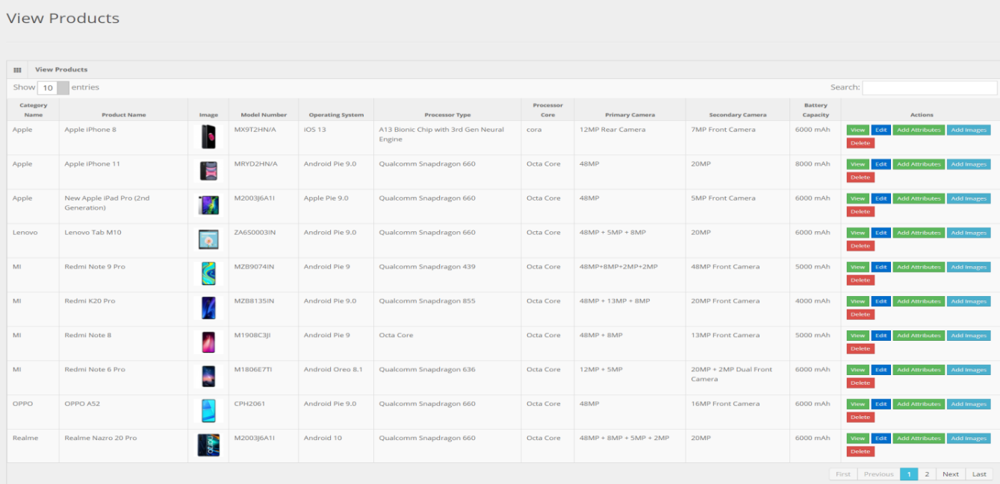 View Products
View Products
Show 10 entries Search:
Category Name Product Name Image Model Number Operating System Processor Type Processor Core Primary Camera Secondary Camera Battery Capacity Actions
Apple Apple iPhone 8 MX9T2HN/A iOS 13 A13 Bionic Chip with 3rd Gen Neural Engine cora 12MP Rear Camera 7MP Front Camera 6000 mAh View Edit Add Attributes Add Images Delete
Apple Apple iPhone 11 MRYD2HN/A Android Pie 9.0 Qualcomm Snapdragon 660 Octa Core 48MP 20MP 8000 mAh View Edit Add Attributes Add Images Delete
Apple New Apple iPad Pro (2nd Generation) M2003J6A1I Apple Pie 9.0 Qualcomm Snapdragon 660 Octa Core 48MP 5MP Front Camera 6000 mAh View Edit Add Attributes Add Images Delete
Lenovo Lenovo Tab M10 ZA6S0003IN Android Pie 9.0 Qualcomm Snapdragon 660 Octa Core 48MP + 5MP + 8MP 20MP 6000 mAh View Edit Add Attributes Add Images Delete
MI Redmi Note 9 Pro MZB9074IN Android Pie 9 Qualcomm Snapdragon 439 Octa Core 48MP+8MP+2MP+2MP 48MP Front Camera 5000 mAh View Edit Add Attributes Add Images Delete
MI Redmi K20 Pro MZB8135IN Android Pie 9.0 Qualcomm Snapdragon 855 Octa Core 48MP + 13MP + 8MP 20MP Front Camera 4000 mAh View Edit Add Attributes Add Images Delete
MI Redmi Note 8 M1908C3JI Android Pie 9 Octa Core Octa Core 48MP + 8MP 13MP Front Camera 5000 mAh View Edit Add Attributes Add Images Delete
MI Redmi Note 6 Pro M1806E7TI Android Oreo 8.1 Qualcomm Snapdragon 636 Octa Core 12MP + 5MP 20MP + 2MP Dual Front Camera 6000 mAh View Edit Add Attributes Add Images Delete
OPPO OPPO A52 CPH2061 Android Pie 9.0 Qualcomm Snapdragon 660 Octa Core 48MP 16MP Front Camera 6000 mAh View Edit Add Attributes Add Images Delete
Realme Realme Nazro 20 Pro M2003J6A1I Android 10 Qualcomm Snapdragon 660 Octa Core 48MP + 8MP + 5MP + 2MP 20MP 6000 mAh View Edit Add Attributes Add Images Delete
First Previous 1 2 Next Last